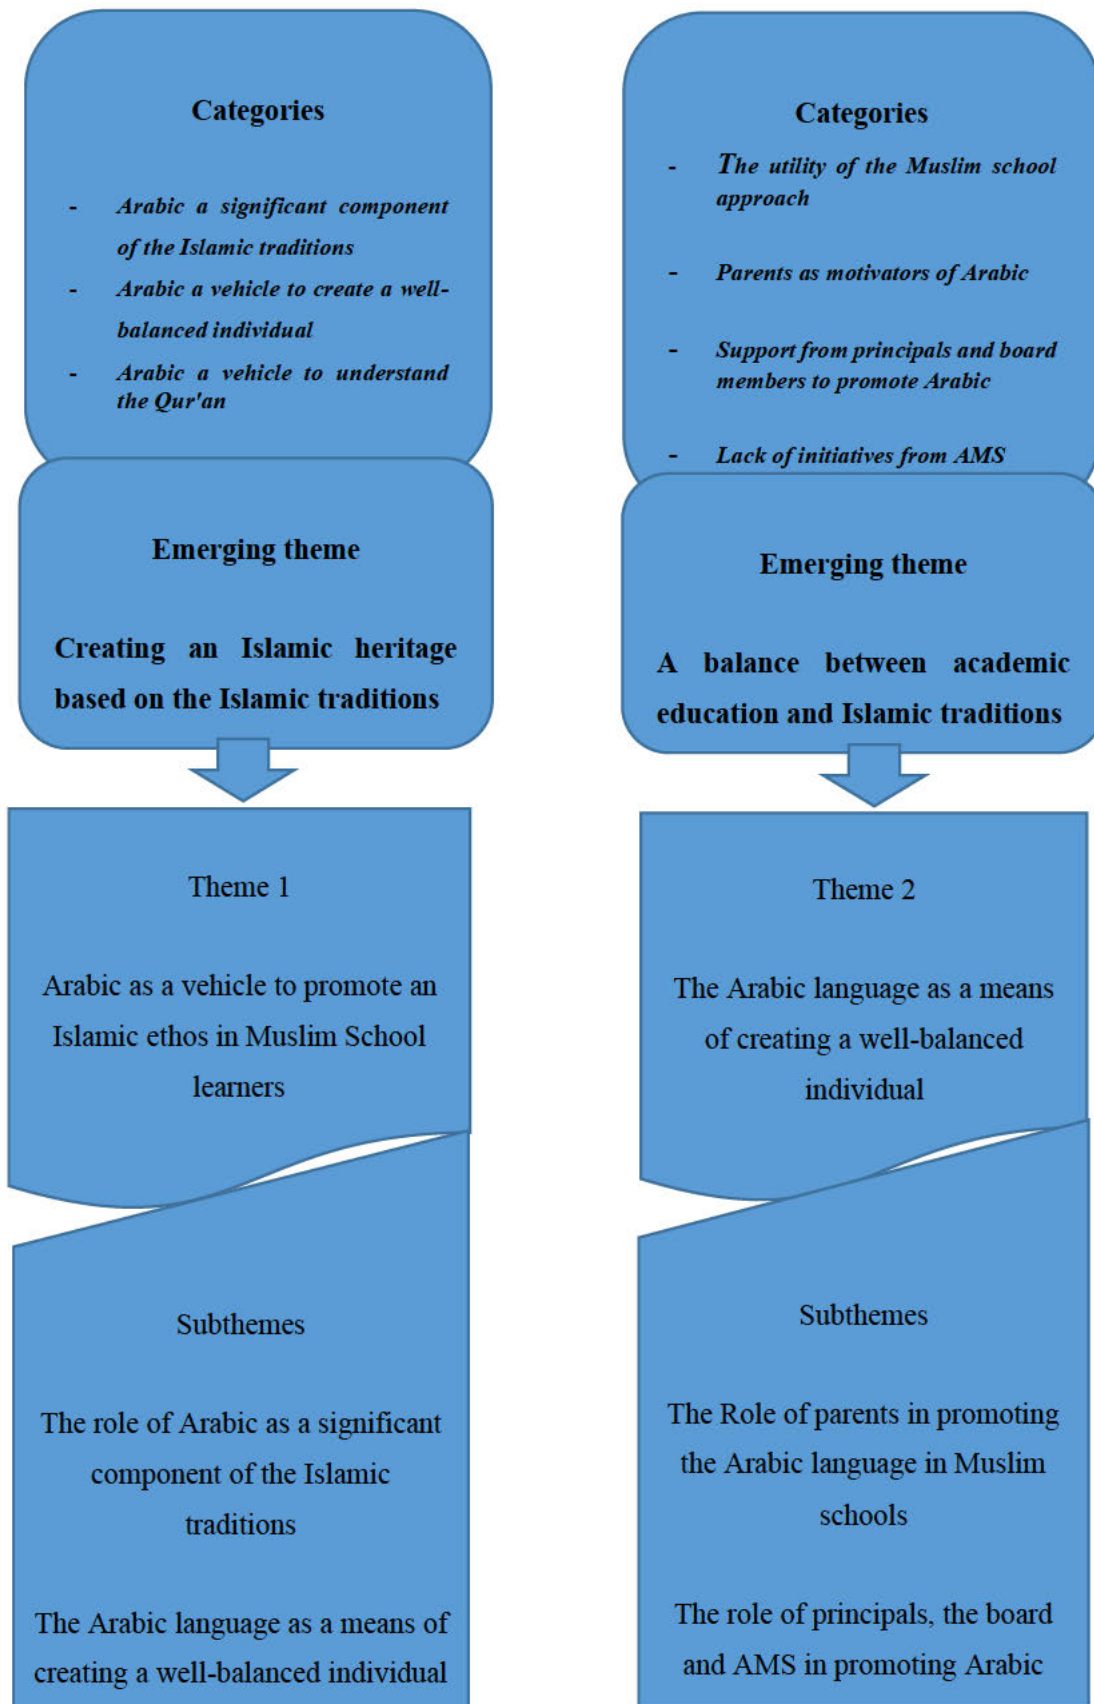 Categories
- Arabic a significant component
of the Islamic traditions
- Arabic a vehicle to create a well-
balanced individual
- Arabic a vehicle to understand
the Qur'an
Emerging theme
Creating an Islamic heritage
based on the Islamic traditions
Theme 1
Arabic as a vehicle to promote an
Islamic ethos in Muslim School
learners
Subthemes
The role of Arabic as a significant
component of the Islamic
traditions
The Arabic language as a means of
creating a well-balanced individual
Categories
- The utility of the Muslim school
approach
- Parents as motivators of Arabic
- Support from principals and board
members to promote Arabic
- Lack of initiatives from AMS
Emerging theme
A balance between academic
education and Islamic traditions
Theme 2
The Arabic language as a means
of creating a well-balanced
individual
Subthemes
The Role of parents in promoting
the Arabic language in Muslim
schools
The role of principals, the board
and AMS in promoting Arabic